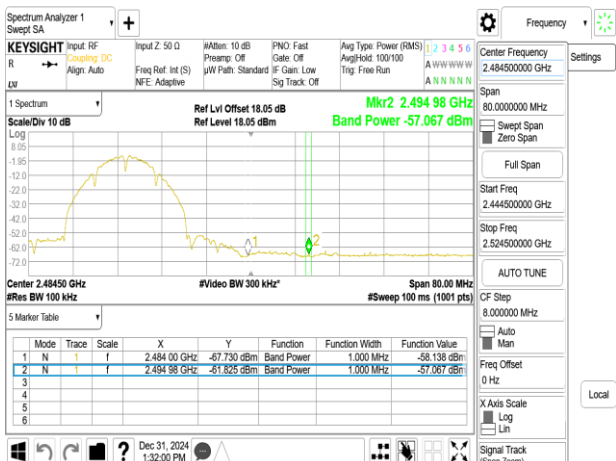 Spectrum Analyzer 1
Swept SA
KEYSIGHT
R
Input: RF
Coupling: DC
Align: Auto
Input Z: 50 Ω
Freq Ref: Int (S)
NFE: Adaptive
#Atten: 10 dB
Preamp: Off
µW Path: Standard
PNO: Fast
Gate: Off
IF Gain: Low
Sig Track: Off
Avg Type: Power (RMS)
Avg|Hold: 100/100
Trig: Free Run
1 2 3 4 5 6
A W W W W W
A N N N N N
1 Spectrum
Scale/Div 10 dB
Ref Lvl Offset 18.05 dB
Ref Level 18.05 dBm
Mkr2 2.494 98 GHz
Band Power -57.067 dBm
Log
8.05
-1.95
-12.0
-22.0
-32.0
-42.0
-52.0
-62.0
-72.0
1
2
Center 2.48450 GHz
#Video BW 300 kHz*
Span 80.00 MHz
#Res BW 100 kHz
#Sweep 100 ms (1001 pts)
5 Marker Table
Mode Trace Scale X Y Function Function Width Function Value
1 N 1 f 2.484 00 GHz -67.730 dBm Band Power 1.000 MHz -58.138 dBm
2 N 1 f 2.494 98 GHz -61.825 dBm Band Power 1.000 MHz -57.067 dBm
3
4
5
6
?
Dec 31, 2024
1:32:00 PM
Frequency
Settings
Center Frequency
2.484500000 GHz
Span
80.0000000 MHz
Swept Span
Zero Span
Full Span
Start Freq
2.444500000 GHz
Stop Freq
2.524500000 GHz
AUTO TUNE
CF Step
8.000000 MHz
Auto
Man
Freq Offset
0 Hz
X Axis Scale
Log
Lin
Signal Track
(Span Zoom)
Local